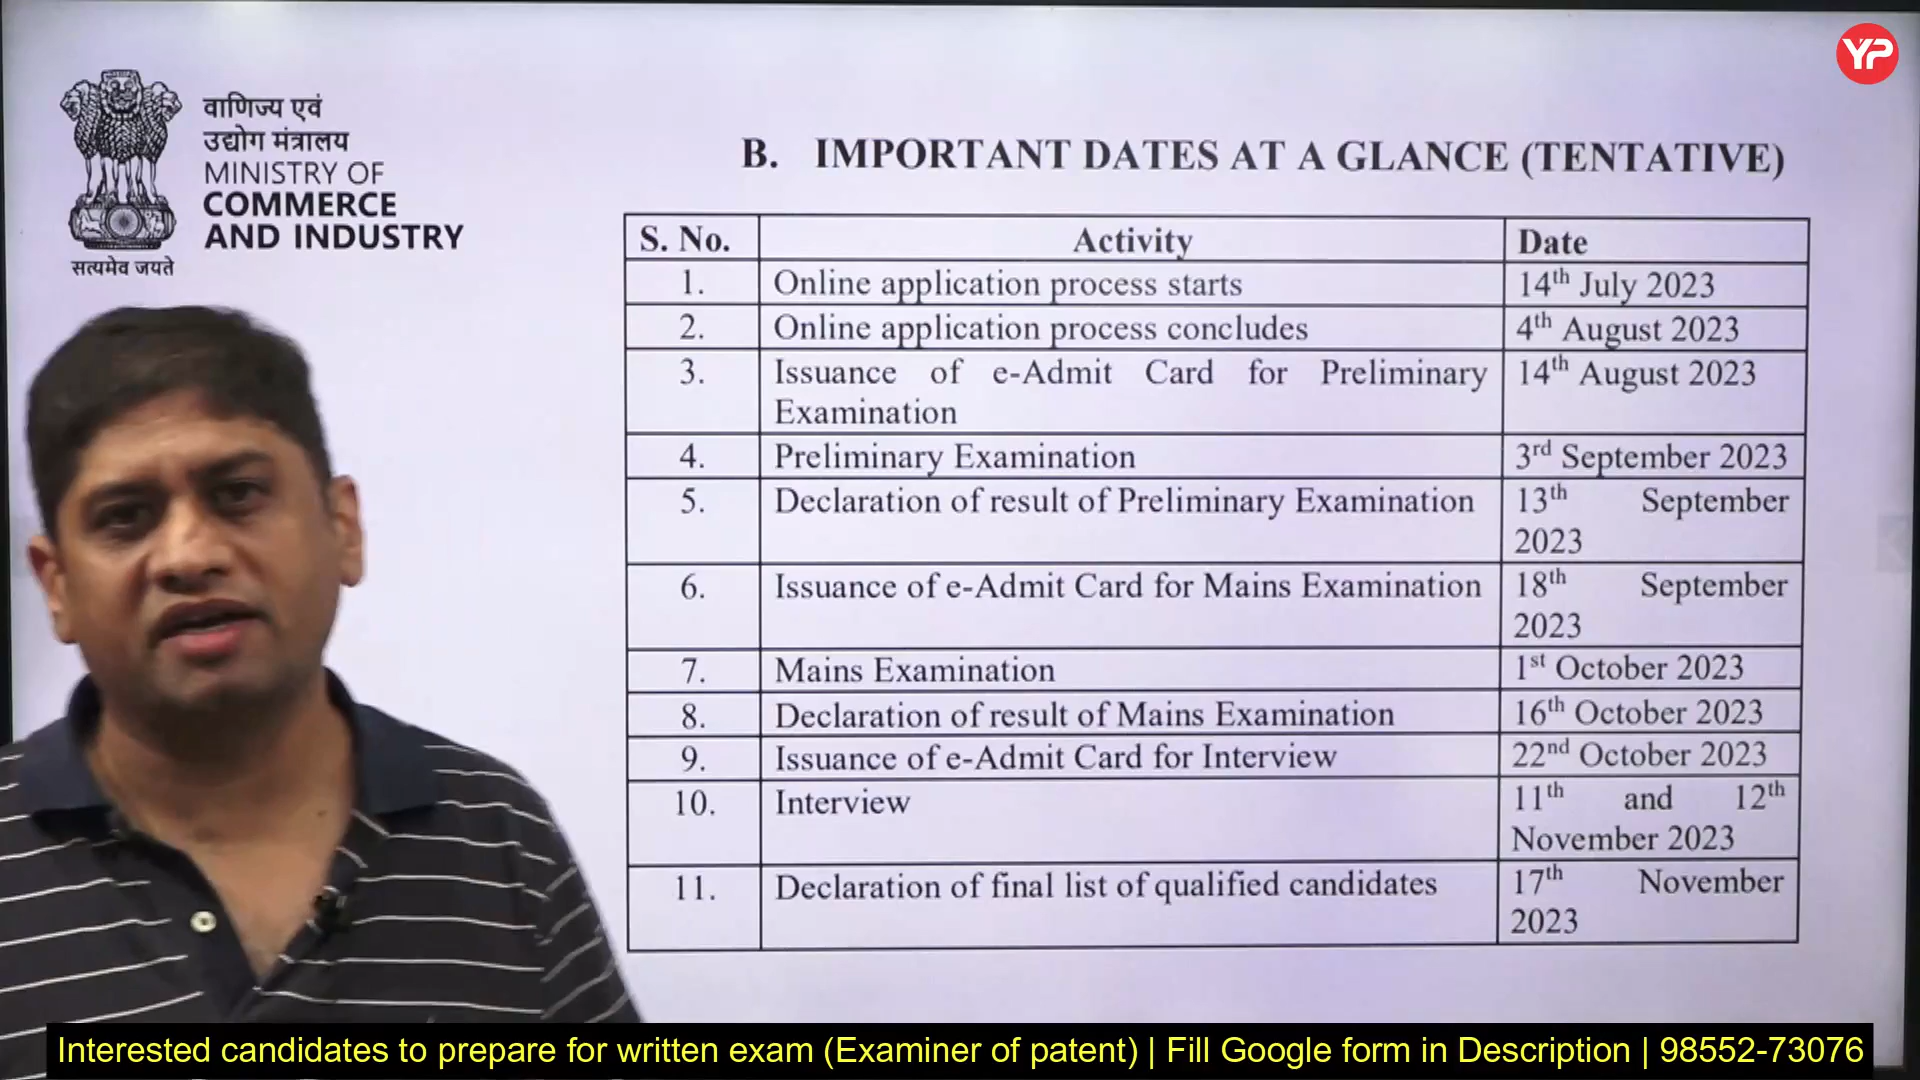 YP
वाणिज्य एवं
उद्योग मंत्रालय
MINISTRY OF
COMMERCE
AND INDUSTRY
सत्यमेव जयते
B. IMPORTANT DATES AT A GLANCE (TENTATIVE)
S. No. Activity Date
1. Online application process starts 14th July 2023
2. Online application process concludes 4th August 2023
3. Issuance of e-Admit Card for Preliminary 14th August 2023
Examination
4. Preliminary Examination 3rd September 2023
5. Declaration of result of Preliminary Examination 13th September
2023
6. Issuance of e-Admit Card for Mains Examination 18th September
2023
7. Mains Examination 1st October 2023
8. Declaration of result of Mains Examination 16th October 2023
9. Issuance of e-Admit Card for Interview 22nd October 2023
10. Interview 11th and 12th
November 2023
11. Declaration of final list of qualified candidates 17th November
2023
Interested candidates to prepare for written exam (Examiner of patent) | Fill Google form in Description | 98552-73076